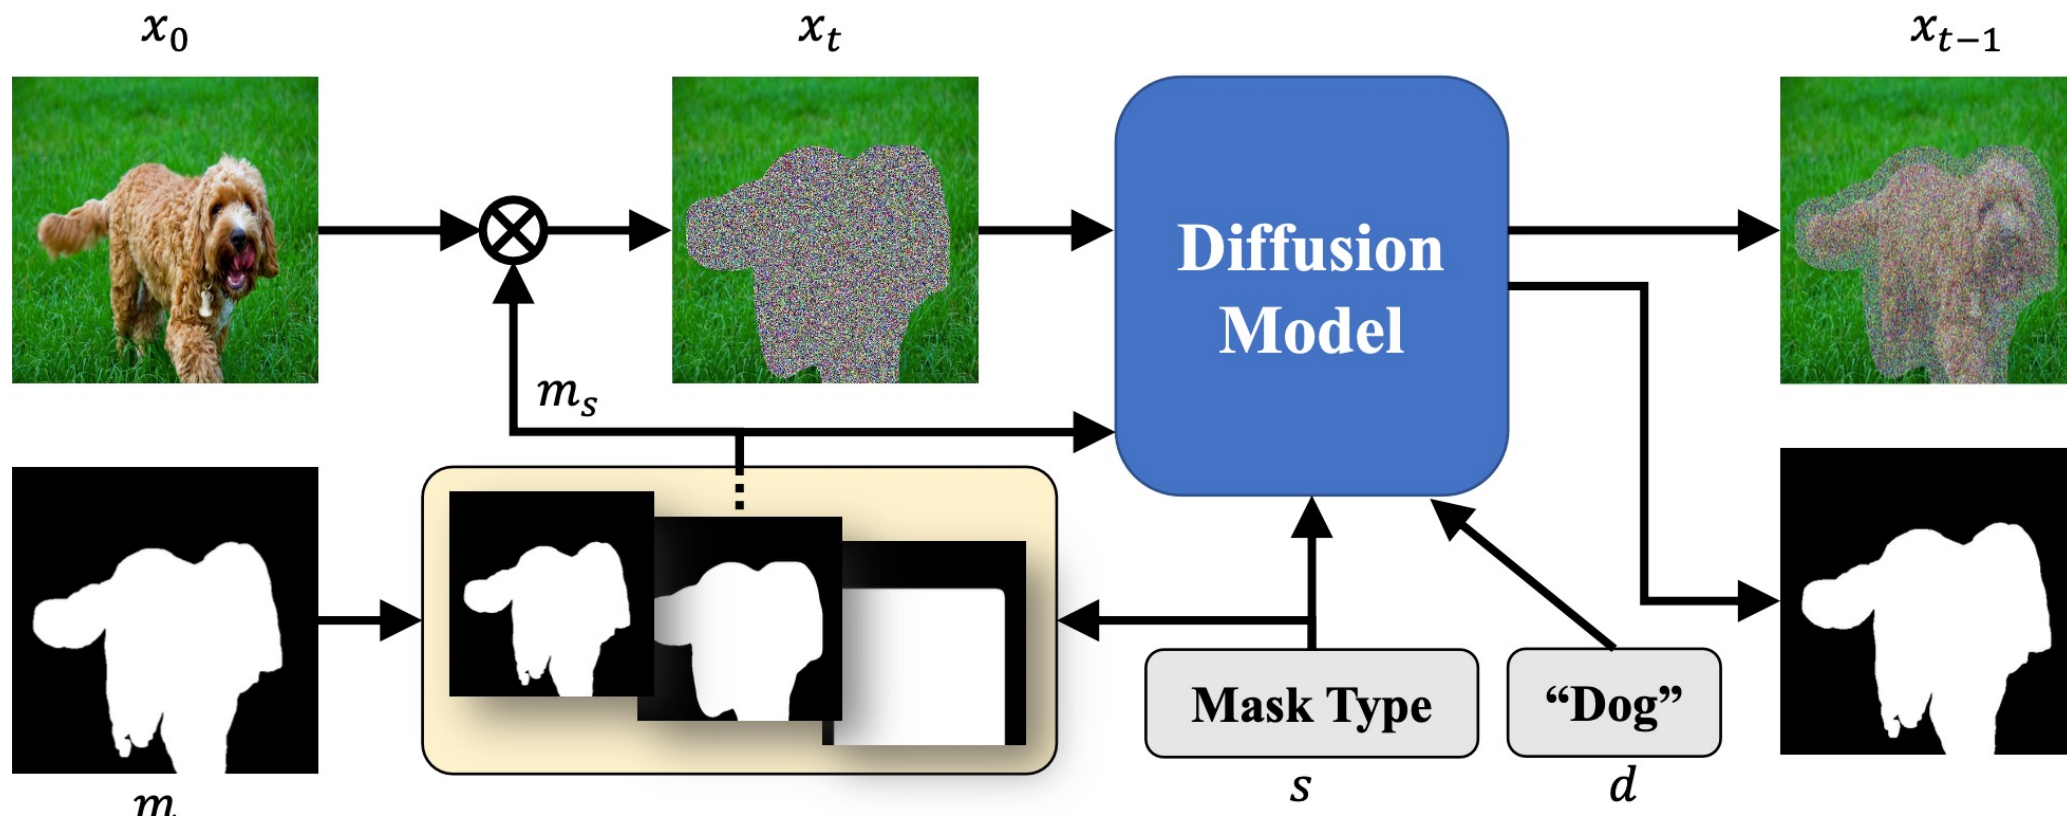 x₀
xₜ
xₜ₋₁
Diffusion
Model
mₛ
Mask Type
“Dog”
m
s
d